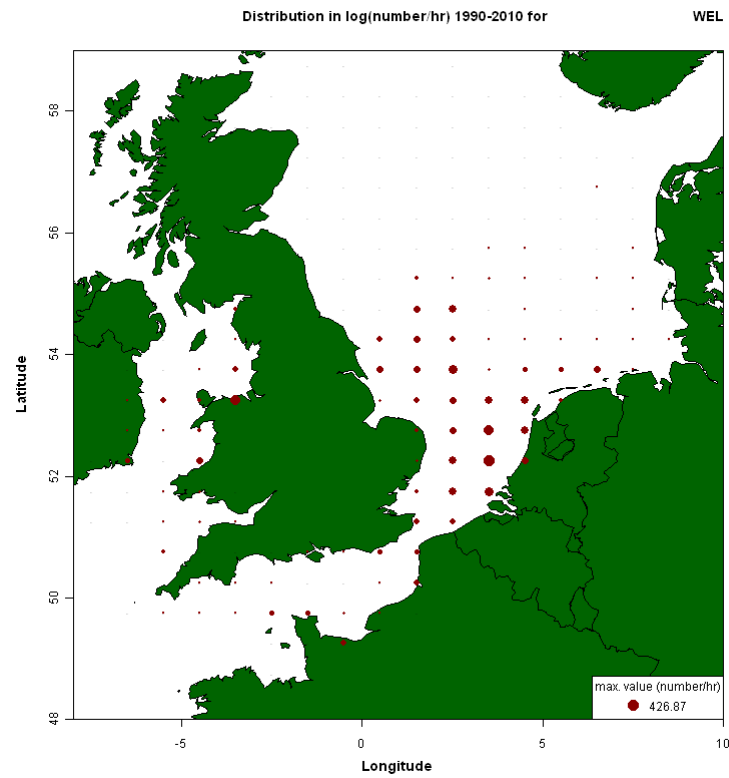 Distribution in log(number/hr) 1990-2010 for WEL
58
56
54
52
50
48
Latitude
-5 0 5 10
Longitude
max. value (number/hr)
426.87